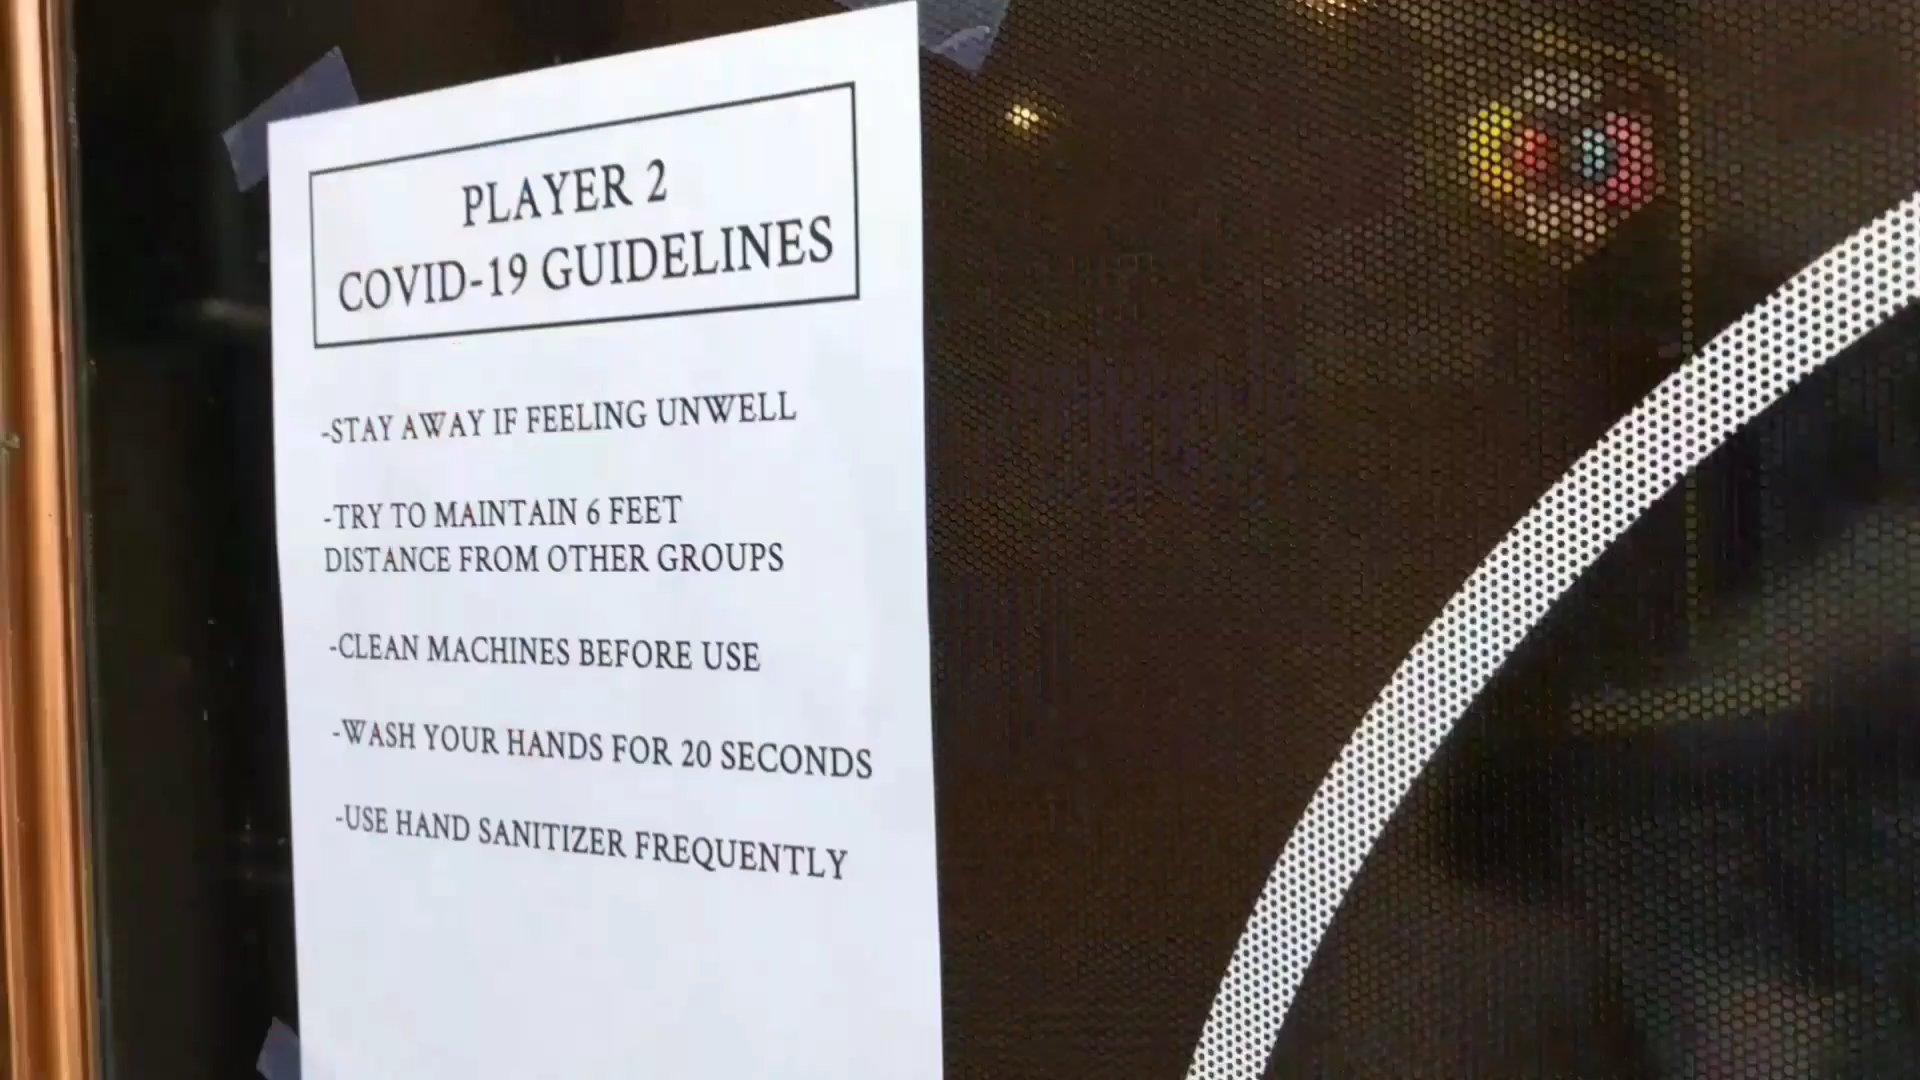 PLAYER 2
COVID-19 GUIDELINES
-STAY AWAY IF FEELING UNWELL
-TRY TO MAINTAIN 6 FEET
DISTANCE FROM OTHER GROUPS
-CLEAN MACHINES BEFORE USE
-WASH YOUR HANDS FOR 20 SECONDS
-USE HAND SANITIZER FREQUENTLY